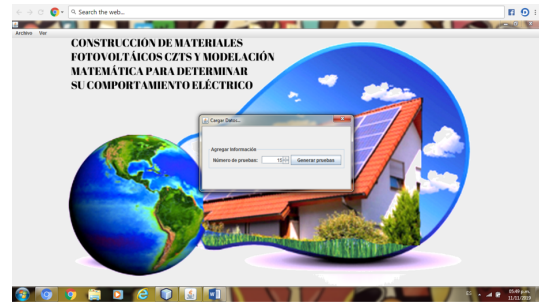 Search the web...
Archivo Ver
CONSTRUCCIÓN DE MATERIALES
FOTOVOLTÁICOS CZTS Y MODELACIÓN
MATEMÁTICA PARA DETERMINAR
SU COMPORTAMIENTO ELÉCTRICO
Cargar Datos...
Agregar Información
Número de pruebas: 15 Generar pruebas
05:49 p.m.
11/11/2019